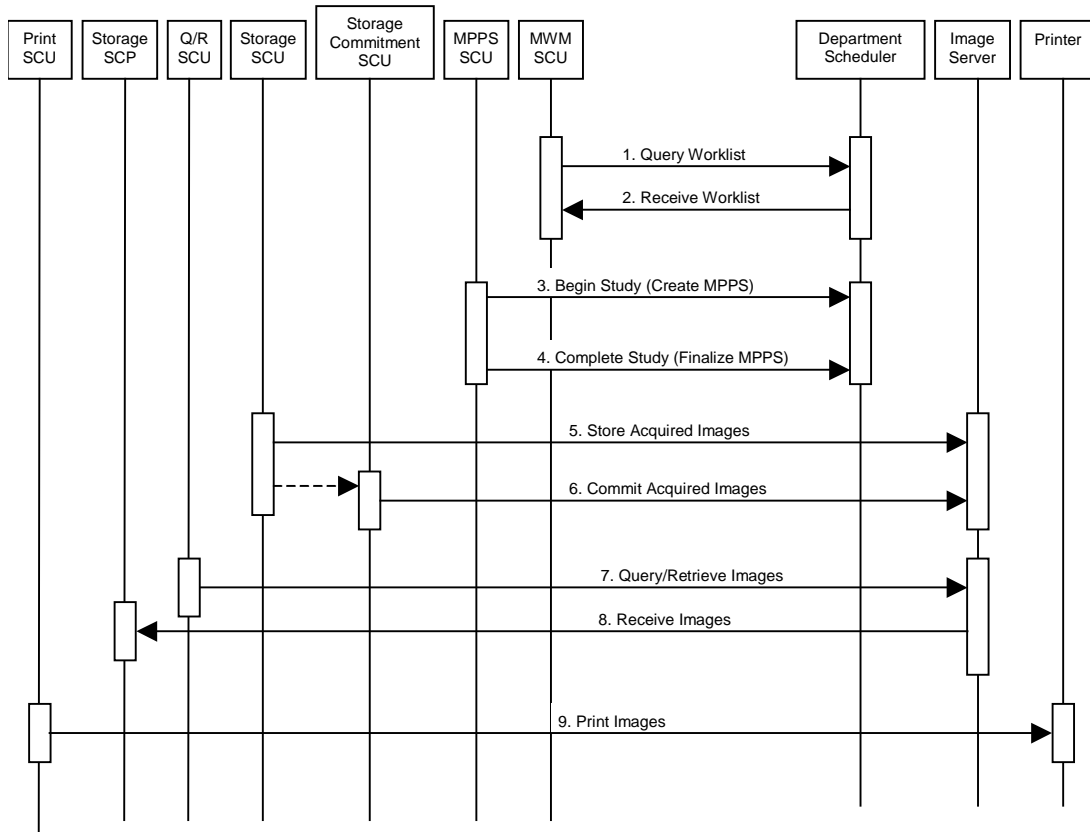 Print
SCU
Storage
SCP
Q/R
SCU
Storage
SCU
Storage
Commitment
SCU
MPPS
SCU
MWM
SCU
Department
Scheduler
Image
Server
Printer
1. Query Worklist
2. Receive Worklist
3. Begin Study (Create MPPS)
4. Complete Study (Finalize MPPS)
5. Store Acquired Images
6. Commit Acquired Images
7. Query/Retrieve Images
8. Receive Images
9. Print Images